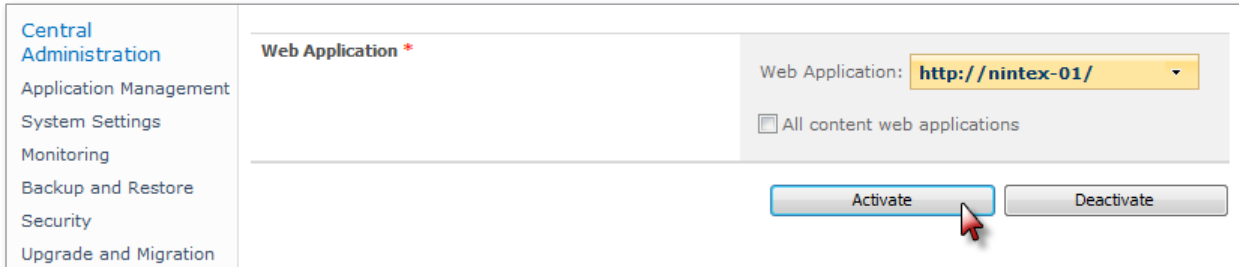 Central
Administration
Application Management
System Settings
Monitoring
Backup and Restore
Security
Upgrade and Migration
Web Application *
Web Application: http://nintex-01/
All content web applications
Activate Deactivate